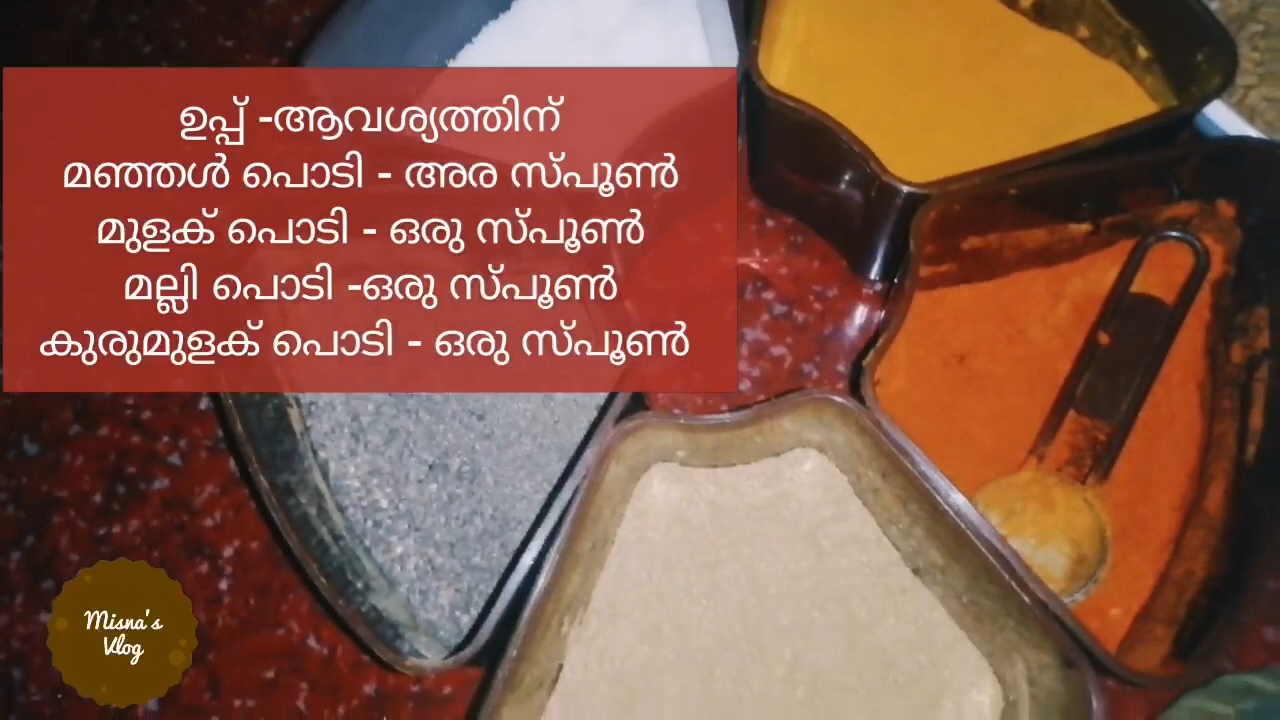 ഉപ്പ് -ആവശ്യത്തിന്
മഞ്ഞൾ പൊടി - അര സ്പൂൺ
മുളക് പൊടി - ഒരു സ്പൂൺ
മല്ലി പൊടി -ഒരു സ്പൂൺ
കുരുമുളക് പൊടി - ഒരു സ്പൂൺ
Misna's
Vlog